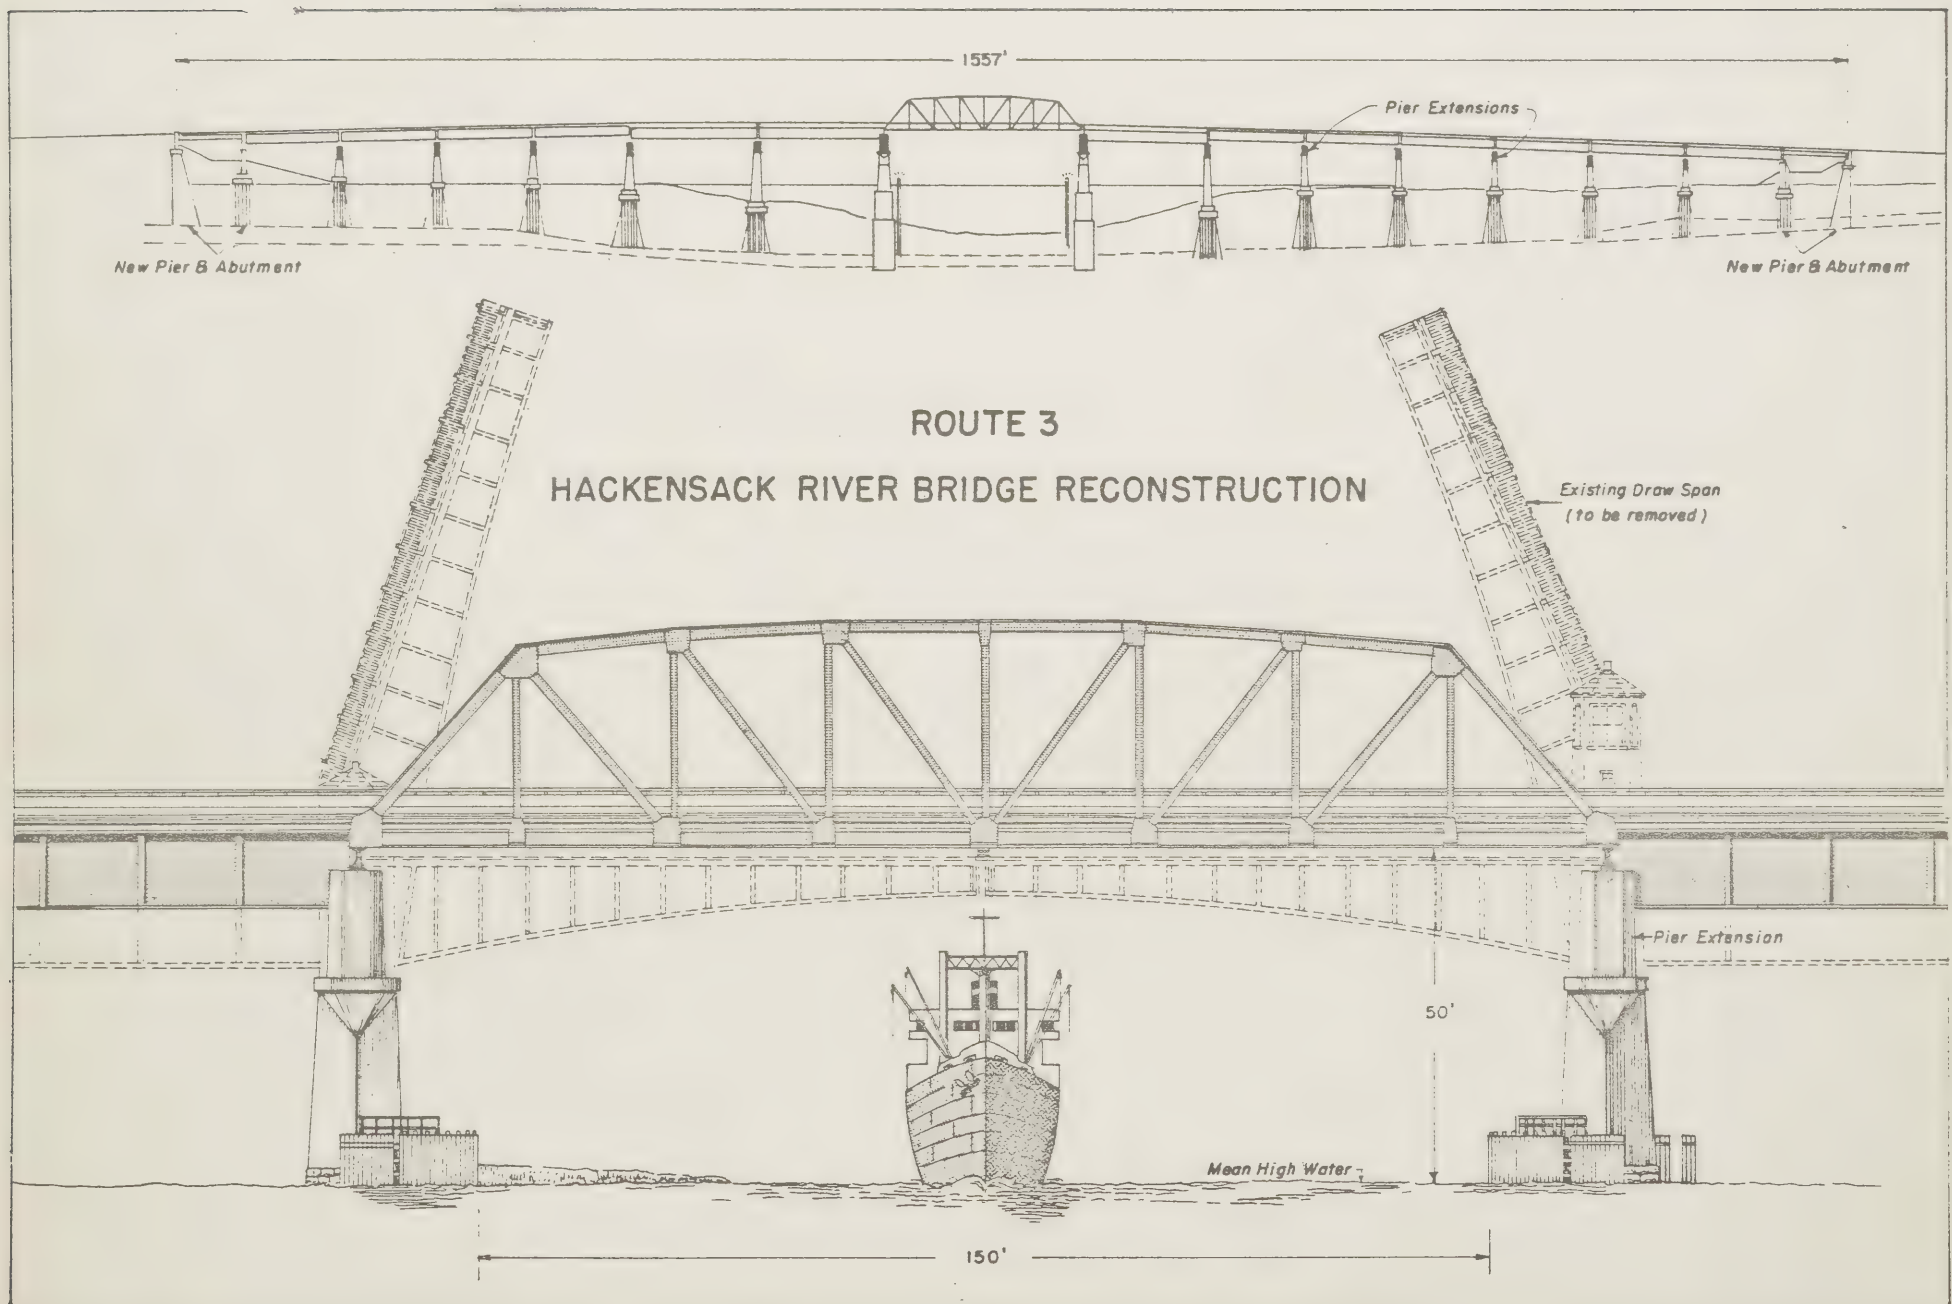 1557'
Pier Extensions
New Pier & Abutment
New Pier & Abutment
ROUTE 3
HACKENSACK RIVER BRIDGE RECONSTRUCTION
Existing Draw Span
(to be removed)
Pier Extension
50'
Mean High Water
150'